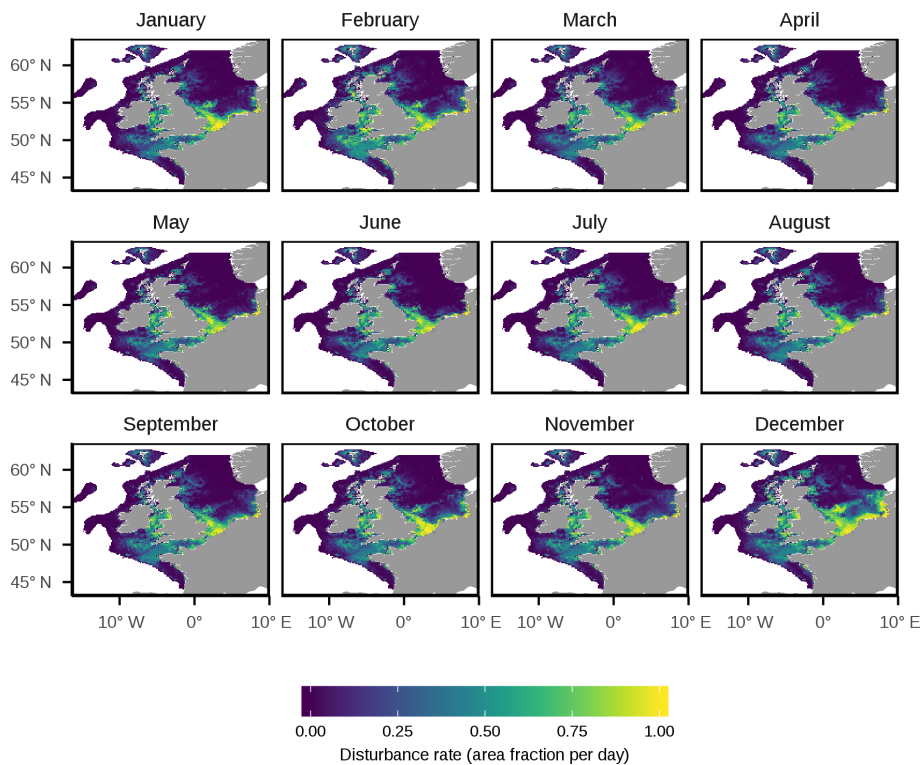 January February March April
60° N
55° N
50° N
45° N
May June July August
60° N
55° N
50° N
45° N
September October November December
60° N
55° N
50° N
45° N
10° W 0° 10° E 10° W 0° 10° E 10° W 0° 10° E 10° W 0° 10° E
0.00 0.25 0.50 0.75 1.00
Disturbance rate (area fraction per day)